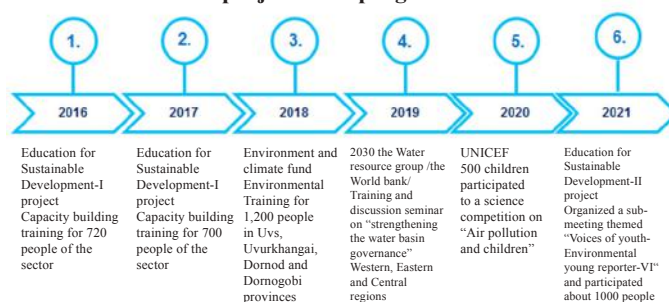 1.
2.
3.
4.
5.
6.
2016
2017
2018
2019
2020
2021
Education for
Sustainable
Development-I
project
Capacity building
training for 720
people of the
sector
Education for
Sustainable
Development-I
project
Capacity building
training for 700
people of the
sector
Environment and
climate fund
Environmental
Training for
1,200 people
in Uvs,
Uvurkhangai,
Dornod and
Dornogobi
provinces
2030 the Water
resource group /the
World bank/
Training and
discussion seminar
on “strengthening
the water basin
governance”
Western, Eastern
and Central
regions
UNICEF
500 children
participated
to a science
competition on
“Air pollution
and children”
Education for
Sustainable
Development-II
project
Organized a sub-
meeting themed
"Voices of youth-
Environmental
young reporter-VI"
and participated
about 1000 people